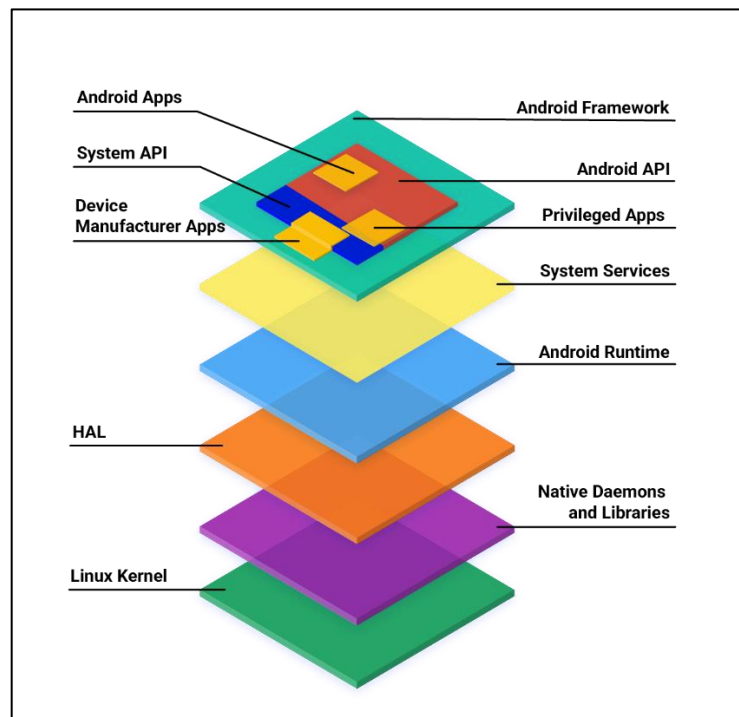 Android Apps
Android Framework
System API
Android API
Device
Manufacturer Apps
Privileged Apps
System Services
Android Runtime
HAL
Native Daemons
and Libraries
Linux Kernel